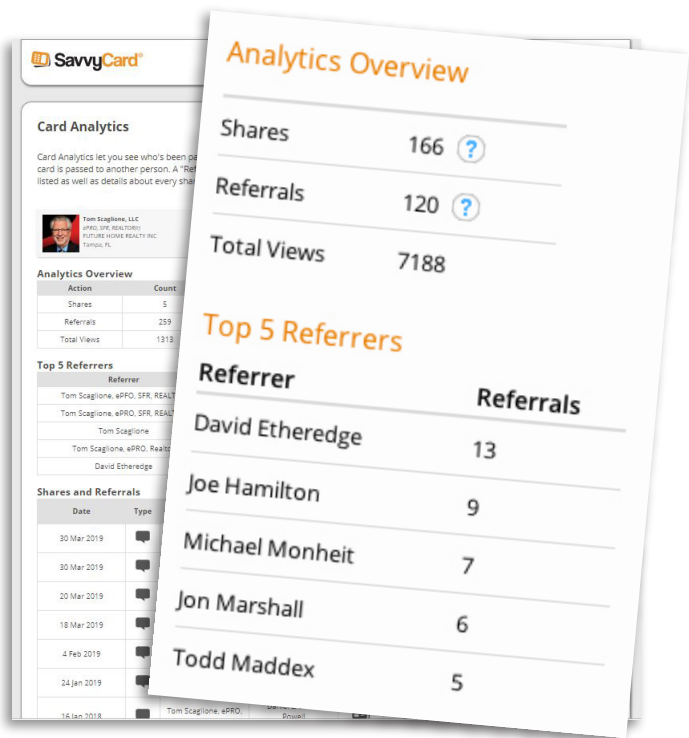 SavvyCard®
Card Analytics
Card Analytics let you see who's been pa
card is passed to another person. A "Ref
listed as well as details about every sha
Tom Scaglione, LLC
ePRO, SFR, REALTOR®
FUTURE HOME REALTY INC
Tampa, FL
Analytics Overview
Action Count
Shares 5
Referrals 259
Total Views 1313
Top 5 Referrers
Referrer
Tom Scaglione, ePFO, SFR, REALT
Tom Scaglione, ePRO, SFR, REAL
Tom Scaglione
Tom Scaglione, ePRO, Realto
David Etheredge
Shares and Referrals
Date Type
30 Mar 2019
30 Mar 2019
20 Mar 2019
18 Mar 2019
4 Feb 2019
24 Jan 2019
16 Jan 2018 Tom Scaglione, ePRO, Powell
Analytics Overview
Shares 166 ?
Referrals 120 ?
Total Views 7188
Top 5 Referrers
Referrer Referrals
David Etheredge 13
Joe Hamilton 9
Michael Monheit 7
Jon Marshall 6
Todd Maddex 5